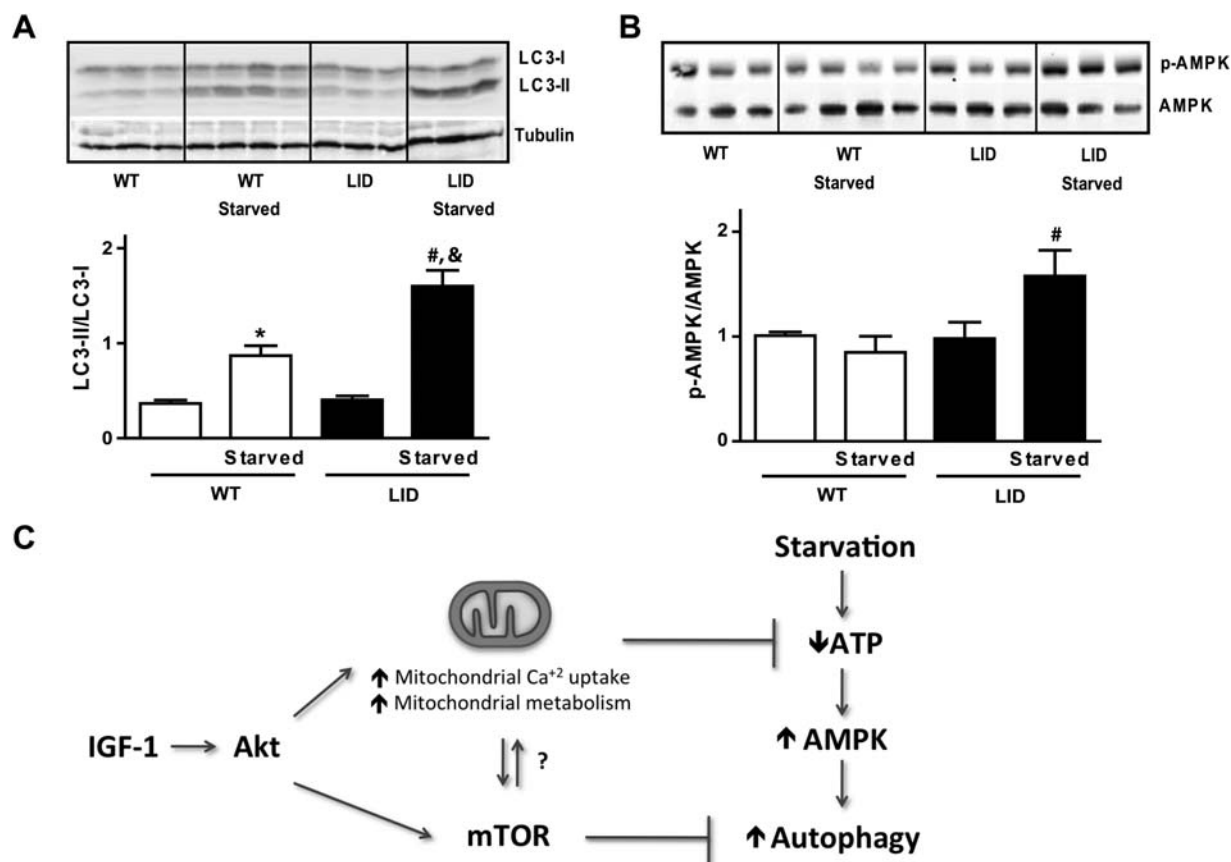 A
LC3-I
LC3-II
Tubulin
WT
WT
Starved
LID
LID
Starved
LC3-II/LC3-I
2
1
0
*
#, &
Starved
Starved
WT
LID
B
p-AMPK
AMPK
WT
WT
Starved
LID
LID
Starved
p-AMPK/AMPK
2
1
0
#
Starved
Starved
WT
LID
C
Starvation
↓ATP
↑ Mitochondrial Ca⁺² uptake
↑ Mitochondrial metabolism
IGF-1
Akt
↑ AMPK
?
mTOR
↑ Autophagy